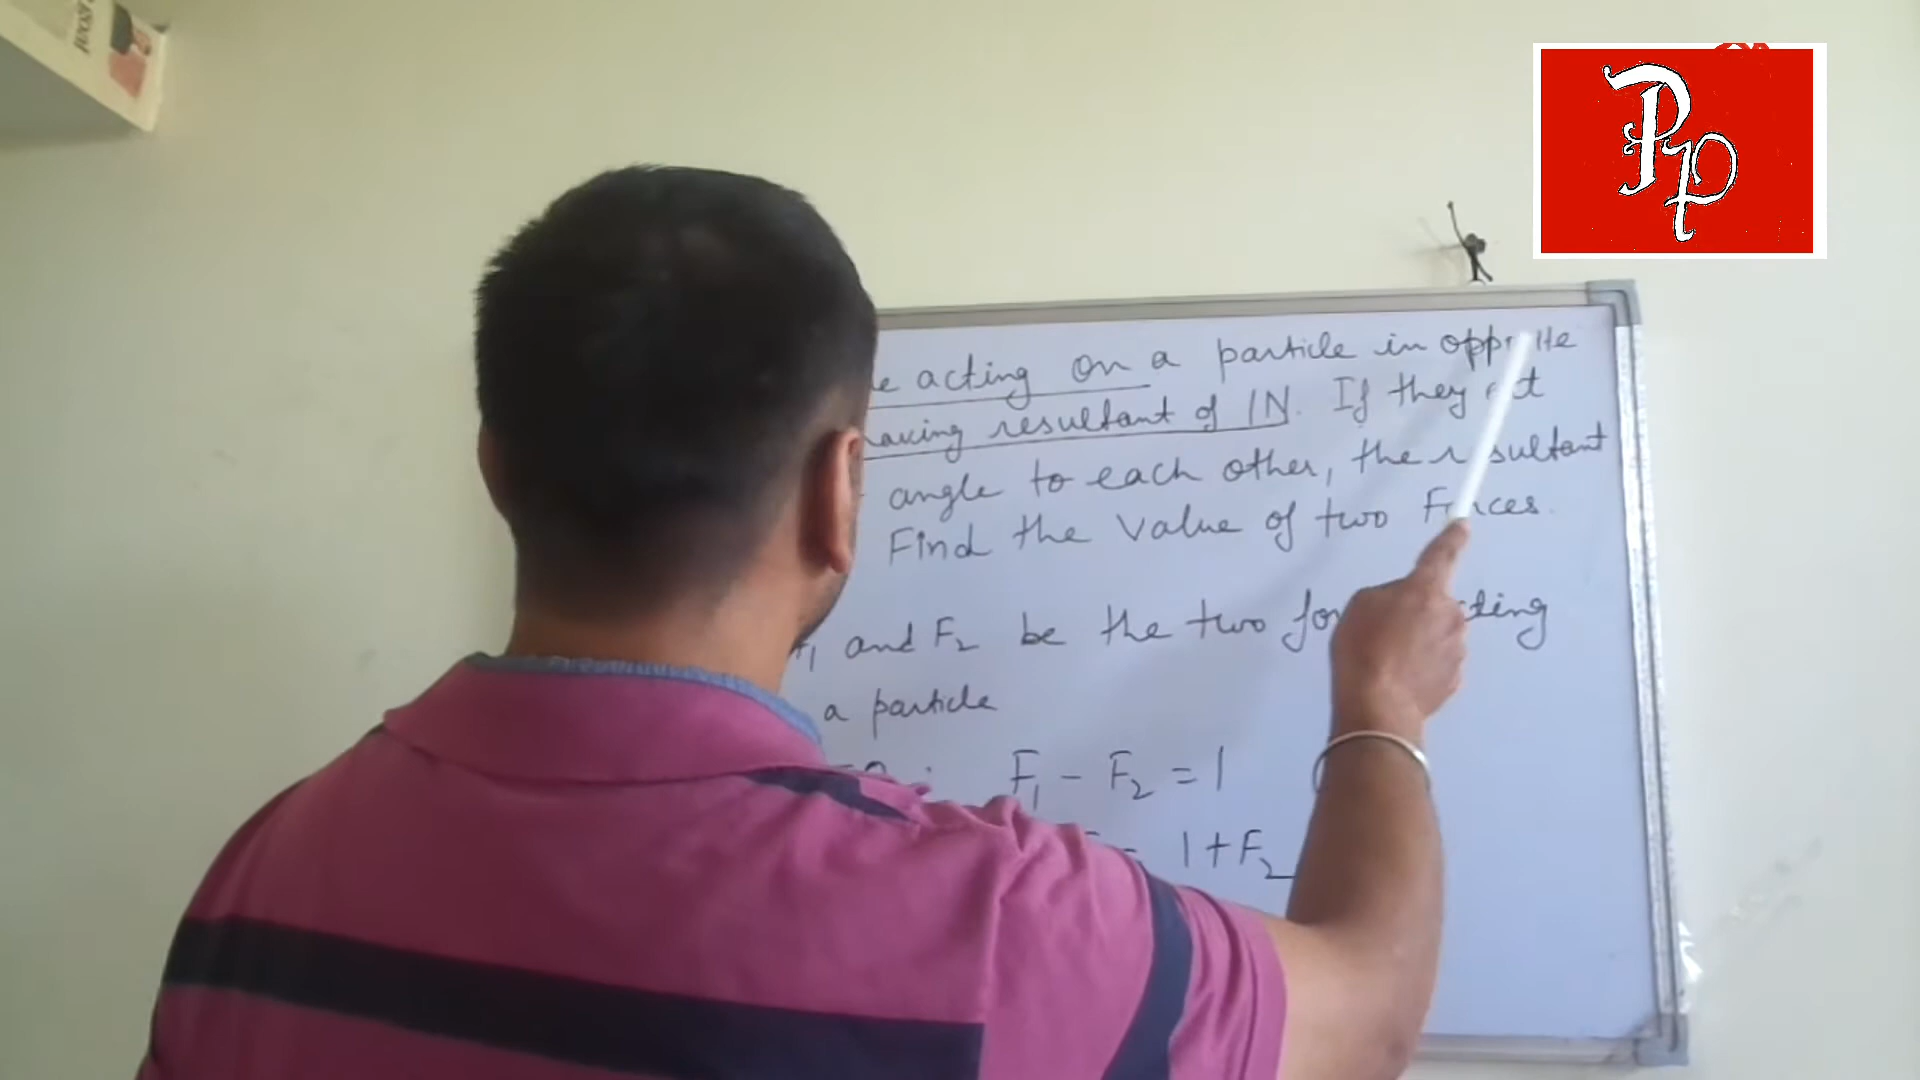 acting on a particle in opposite
having resultant of 1N. If they act
angle to each other, the resultant
Find the value of two Forces.
F₁ and F₂ be the two forces acting
a particle
F₁ - F₂ = 1
= 1 + F₂
PP